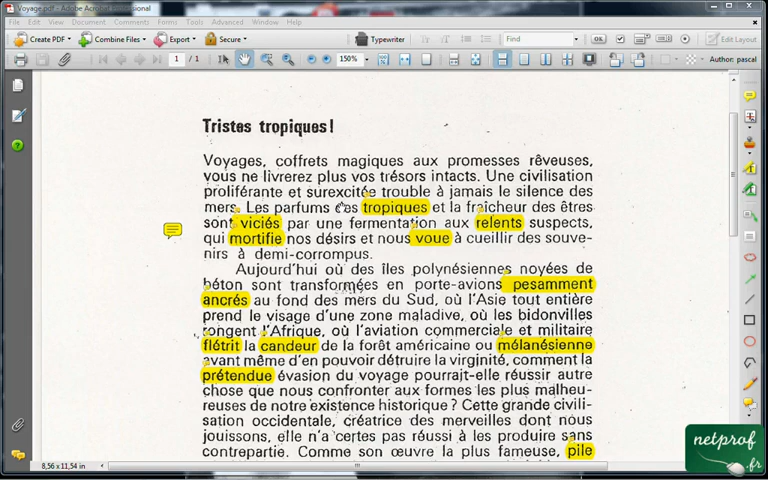 Voyage.pdf - Adobe Acrobat Professional
File Edit View Document Comments Forms Tools Advanced Window Help
Create PDF Combine Files Export Secure Typewriter Find OK Edit Layout
1 / 1 150% Author: pascal
Tristes tropiques!
Voyages, coffrets magiques aux promesses rêveuses,
vous ne livrerez plus vos trésors intacts. Une civilisation
proliférante et surexcitée trouble à jamais le silence des
mers. Les parfums des tropiques et la fraîcheur des êtres
sont viciés par une fermentation aux relents suspects,
qui mortifie nos désirs et nous voue à cueillir des souve-
nirs à demi-corrompus.
Aujourd'hui où des îles polynésiennes noyées de
béton sont transformées en porte-avions pesamment
ancrés au fond des mers du Sud, où l'Asie tout entière
prend le visage d'une zone maladive, où les bidonvilles
rongent l'Afrique, où l'aviation commerciale et militaire
flétrit la candeur de la forêt américaine ou mélanésienne
avant même d'en pouvoir détruire la virginité, comment la
prétendue évasion du voyage pourrait-elle réussir autre
chose que nous confronter aux formes les plus malheu-
reuses de notre existence historique ? Cette grande civili-
sation occidentale, créatrice des merveilles dont nous
jouissons, elle n'a certes pas réussi à les produire sans
contrepartie. Comme son œuvre la plus fameuse, pile
8,56 x 11,54 in
netprof
.fr